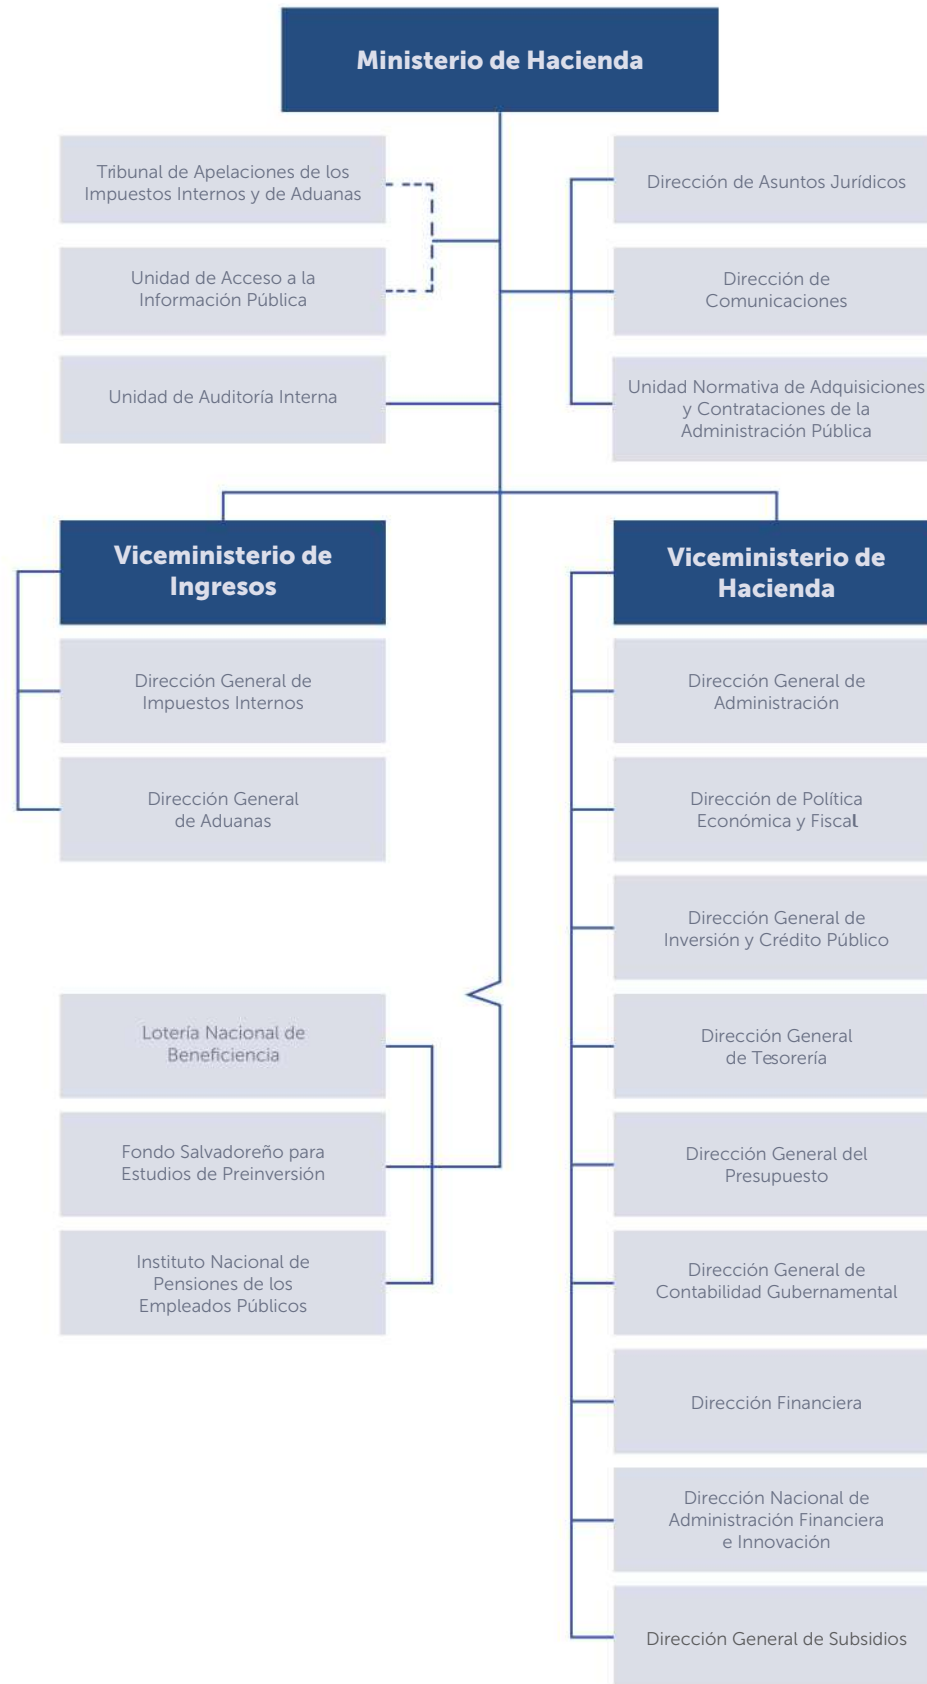 Ministerio de Hacienda
Tribunal de Apelaciones de los
Impuestos Internos y de Aduanas
Dirección de Asuntos Jurídicos
Unidad de Acceso a la
Información Pública
Dirección de
Comunicaciones
Unidad de Auditoría Interna
Unidad Normativa de Adquisiciones
y Contrataciones de la
Administración Pública
Viceministerio de
Ingresos
Dirección General de
Impuestos Internos
Dirección General
de Aduanas
Lotería Nacional de
Beneficiencia
Fondo Salvadoreño para
Estudios de Preinversión
Instituto Nacional de
Pensiones de los
Empleados Públicos
Viceministerio de
Hacienda
Dirección General de
Administración
Dirección de Política
Económica y Fiscal
Dirección General de
Inversión y Crédito Público
Dirección General
de Tesorería
Dirección General del
Presupuesto
Dirección General de
Contabilidad Gubernamental
Dirección Financiera
Dirección Nacional de
Administración Financiera
e Innovación
Dirección General de Subsidios